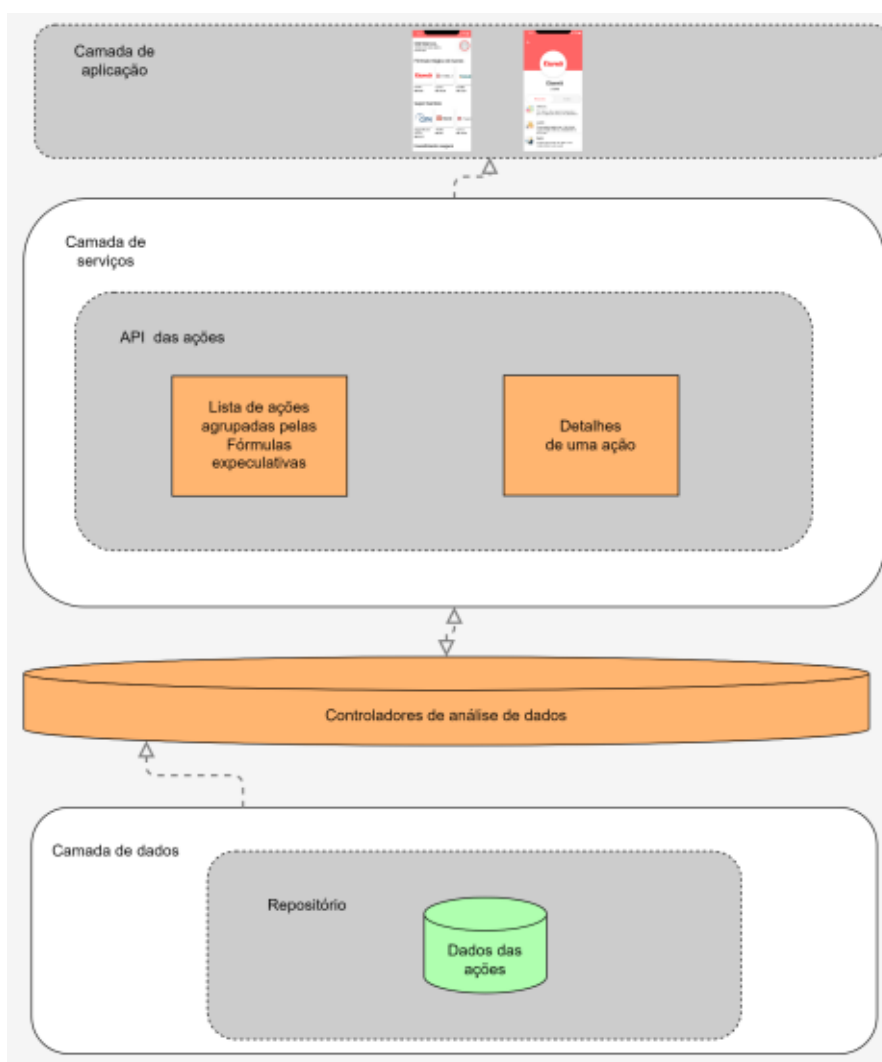 Camada de
aplicação
Camada de
serviços
API das ações
Lista de ações
agrupadas pelas
Fórmulas
expeculativas
Detalhes
de uma ação
Controladores de análise de dados
Camada de dados
Repositório
Dados das
ações